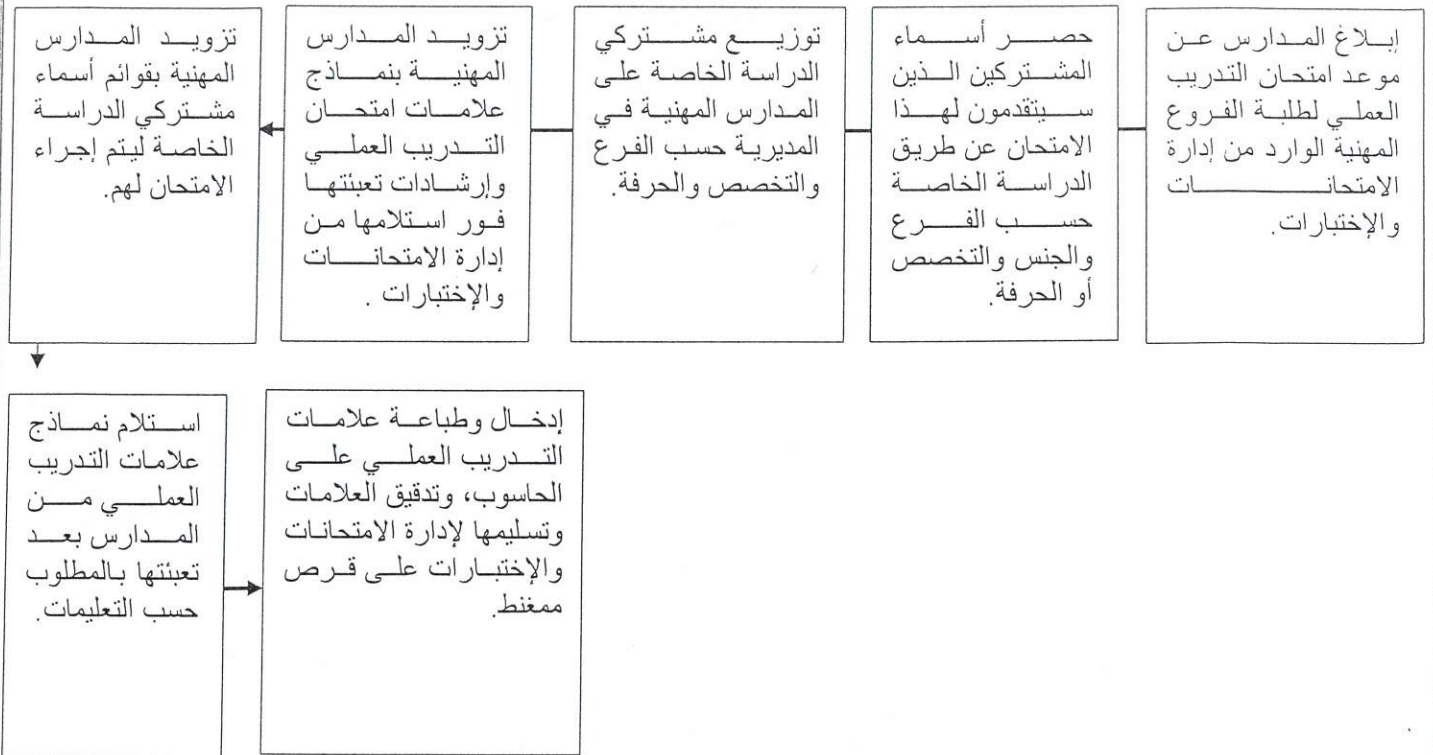 إبلاغ المدارس عن
موعد امتحان التدريب
العملي لطلبة الفروع
المهنية الوارد من إدارة
الامتحانات
والإختبارات.
حصر أسماء
المشتركين الذين
سيتقدمون لهذا
الامتحان عن طريق
الدراسة الخاصة
حسب الفرع
والجنس والتخصص
أو الحرفة.
توزيع مشتركي
الدراسة الخاصة على
المدارس المهنية في
المديرية حسب الفرع
والتخصص والحرفة.
تزويد المدارس
المهنية بنماذج
علامات امتحان
التدريب العملي
وإرشادات تعبئتها
فور استلامها من
إدارة الامتحانات
والإختبارات .
تزويد المدارس
المهنية بقوائم أسماء
مشتركي الدراسة
الخاصة ليتم إجراء
الامتحان لهم.
استلام نماذج
علامات التدريب
العملي من
المدارس بعد
تعبئتها بالمطلوب
حسب التعليمات.
إدخال وطباعة علامات
التدريب العملي على
الحاسوب، وتدقيق العلامات
وتسليمها لإدارة الامتحانات
والإختبارات على قرص
ممغنط.